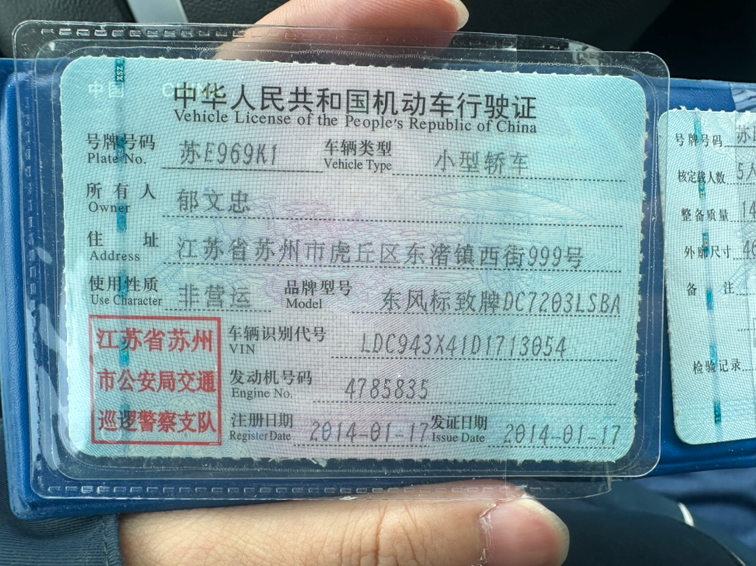 中国 CHINA
中华人民共和国机动车行驶证
Vehicle License of the People's Republic of China
号牌号码 苏E969K1 车辆类型 小型轿车
Plate No. Vehicle Type
所有人 郁文忠
Owner
住址 江苏省苏州市虎丘区东渚镇西街999号
Address
使用性质 非营运 品牌型号 东风标致牌DC7203LSBA
Use Character Model
江苏省苏州
市公安局交通
巡逻警察支队
车辆识别代号 LDC943X41D1713054
VIN
发动机号码 4785835
Engine No.
注册日期 2014-01-17 发证日期 2014-01-17
Register Date Issue Date
号牌号码 苏
核定载人数 5人
整备质量 14
外廓尺寸 46
备注
检验记录